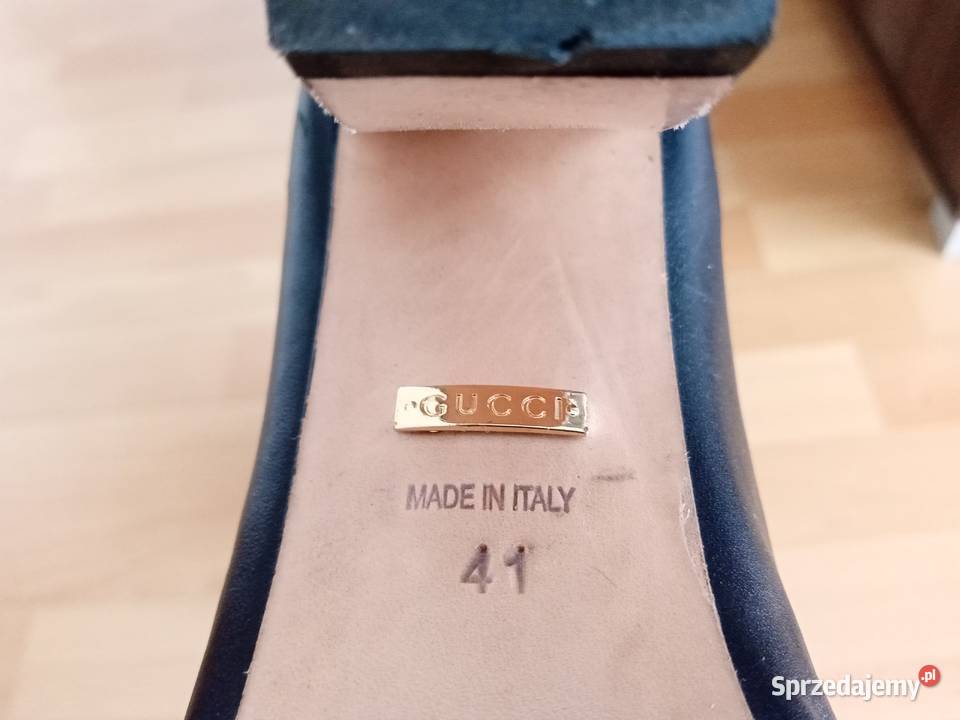 GUCCI
MADE IN ITALY
41
Sprzedajemy.pl